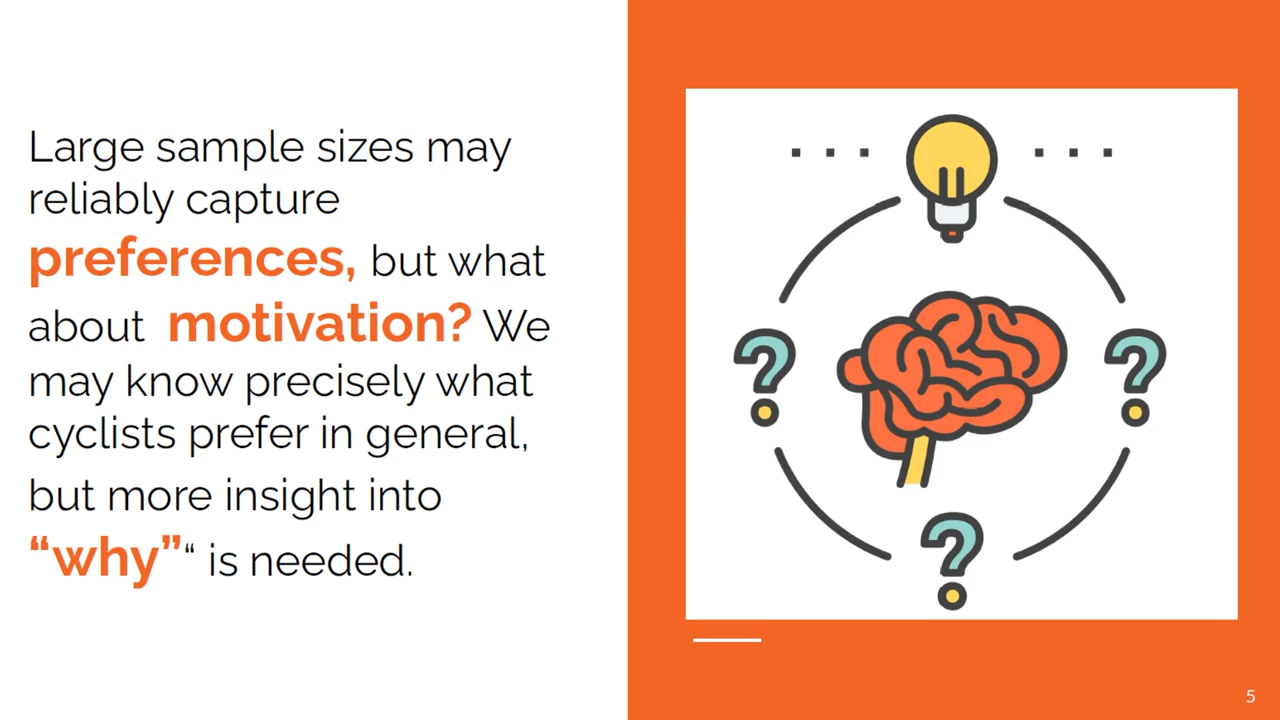 Large sample sizes may
reliably capture
preferences, but what
about motivation? We
may know precisely what
cyclists prefer in general,
but more insight into
“why”“ is needed.
? ?
?
5